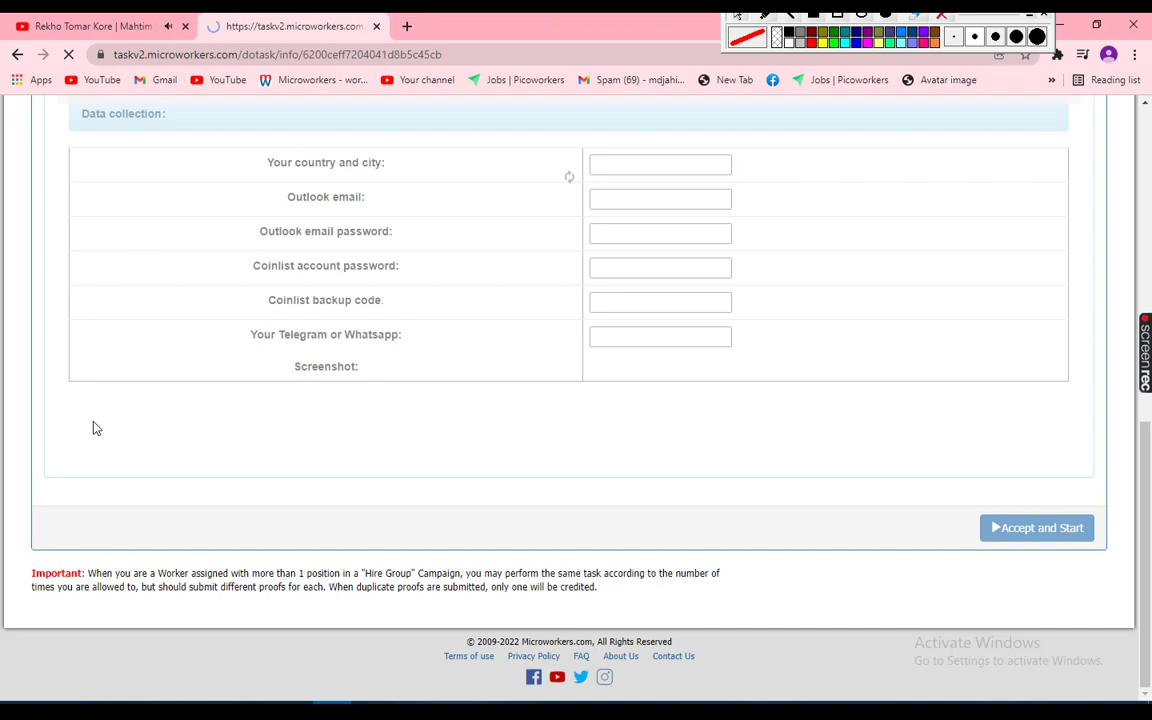 Rekho Tomar Kore | Mahtim
https://taskv2.microworkers.com
taskv2.microworkers.com/dotask/info/6200ceff7204041d8b5c45cb
Apps YouTube Gmail YouTube Microworkers - wor... Your channel Jobs | Picoworkers Spam (69) - mdjahi... New Tab Jobs | Picoworkers Avatar image » Reading list
Data collection:
Your country and city:
Outlook email:
Outlook email password:
Coinlist account password:
Coinlist backup code:
Your Telegram or Whatsapp:
Screenshot:
screenrec
Accept and Start
Important: When you are a Worker assigned with more than 1 position in a "Hire Group" Campaign, you may perform the same task according to the number of
times you are allowed to, but should submit different proofs for each. When duplicate proofs are submitted, only one will be credited.
© 2009-2022 Microworkers.com, All Rights Reserved
Terms of use Privacy Policy FAQ About Us Contact Us
Activate Windows
Go to Settings to activate Windows.